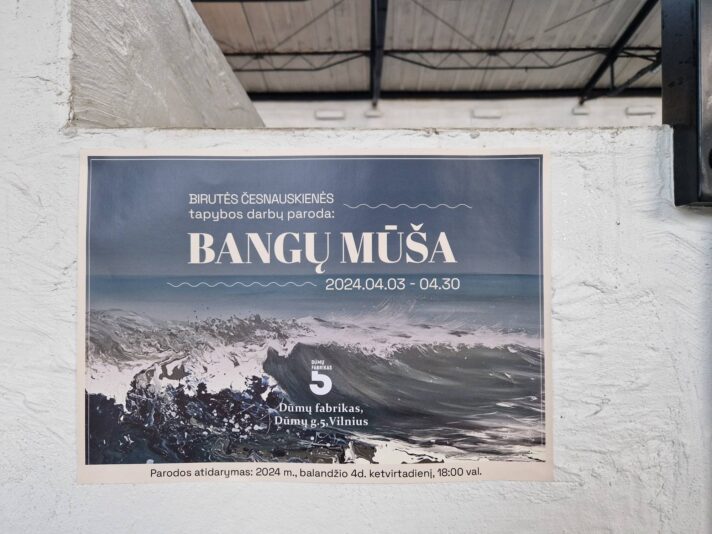 BIRUTĖS ČESNAUSKIENĖS
tapybos darbų paroda:
BANGŲ MŪŠA
2024.04.03 - 04.30
DŪMŲ
FABRIKAS
5
Dūmų fabrikas,
Dūmų g.5, Vilnius
Parodos atidarymas: 2024 m., balandžio 4d. ketvirtadienį, 18:00 val.